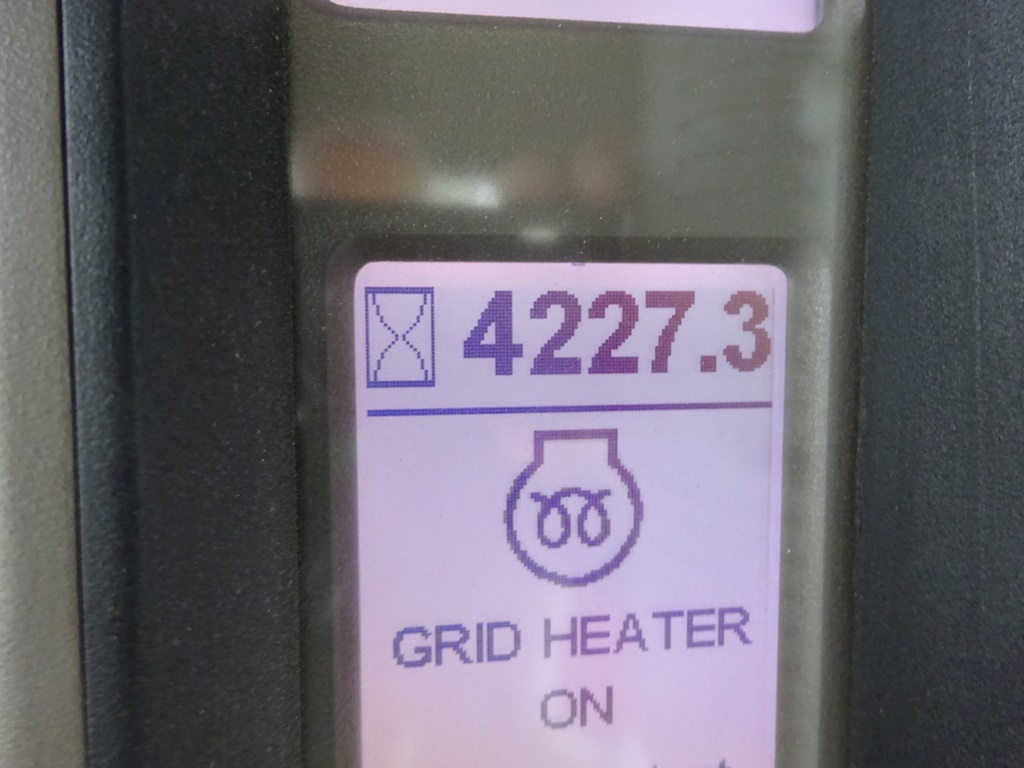 4227.3
GRID HEATER
ON